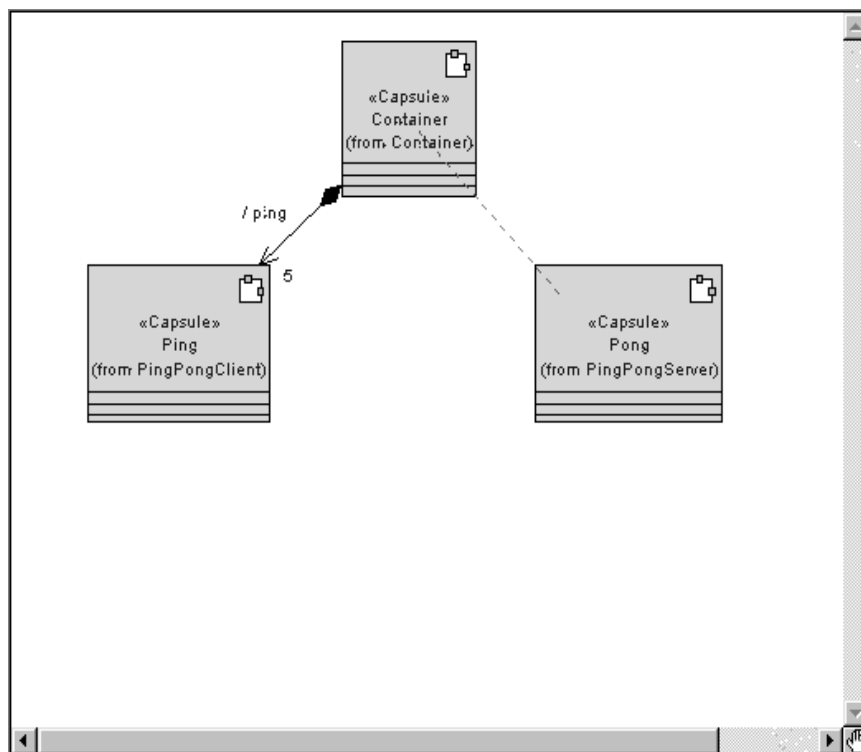 «Capsule»
Container
(from Container)
/ ping
5
«Capsule»
Ping
(from PingPongClient)
«Capsule»
Pong
(from PingPongServer)